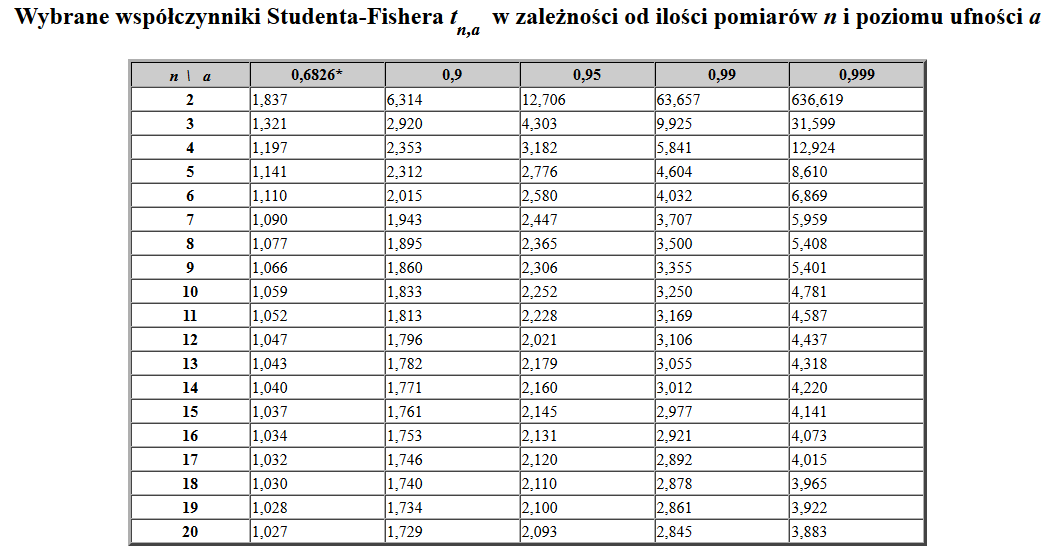 Wybrane współczynniki Studenta-Fishera t n,a w zależności od ilości pomiarów n i poziomu ufności a
n \ a 0,6826* 0,9 0,95 0,99 0,999
2 1,837 6,314 12,706 63,657 636,619
3 1,321 2,920 4,303 9,925 31,599
4 1,197 2,353 3,182 5,841 12,924
5 1,141 2,312 2,776 4,604 8,610
6 1,110 2,015 2,580 4,032 6,869
7 1,090 1,943 2,447 3,707 5,959
8 1,077 1,895 2,365 3,500 5,408
9 1,066 1,860 2,306 3,355 5,401
10 1,059 1,833 2,252 3,250 4,781
11 1,052 1,813 2,228 3,169 4,587
12 1,047 1,796 2,021 3,106 4,437
13 1,043 1,782 2,179 3,055 4,318
14 1,040 1,771 2,160 3,012 4,220
15 1,037 1,761 2,145 2,977 4,141
16 1,034 1,753 2,131 2,921 4,073
17 1,032 1,746 2,120 2,892 4,015
18 1,030 1,740 2,110 2,878 3,965
19 1,028 1,734 2,100 2,861 3,922
20 1,027 1,729 2,093 2,845 3,883